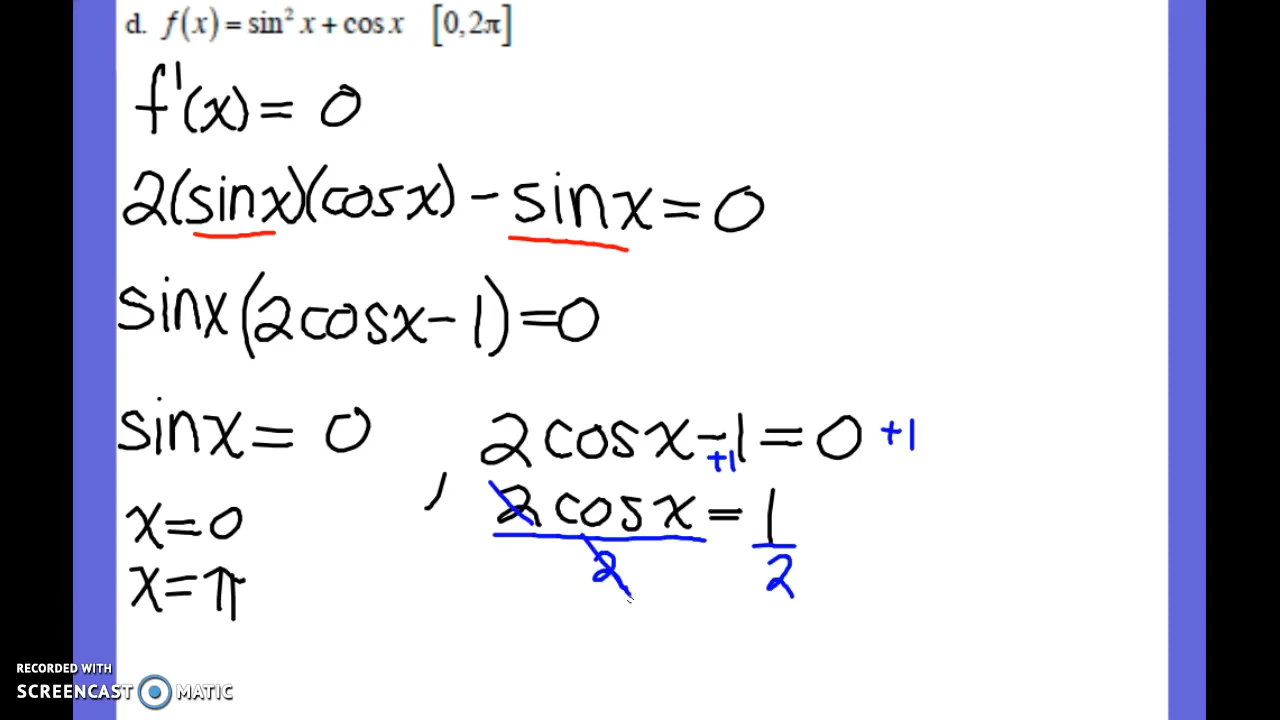 d. f(x) = sin² x + cos x [0, 2π]
f'(x) = 0
2(sinx)(cosx) - sinx = 0
sinx(2cosx - 1) = 0
sinx = 0
x = 0
x = π
,
2cosx - 1 = 0 +1
+1
2cosx = 1
2 2
RECORDED WITH
SCREENCAST MATIC